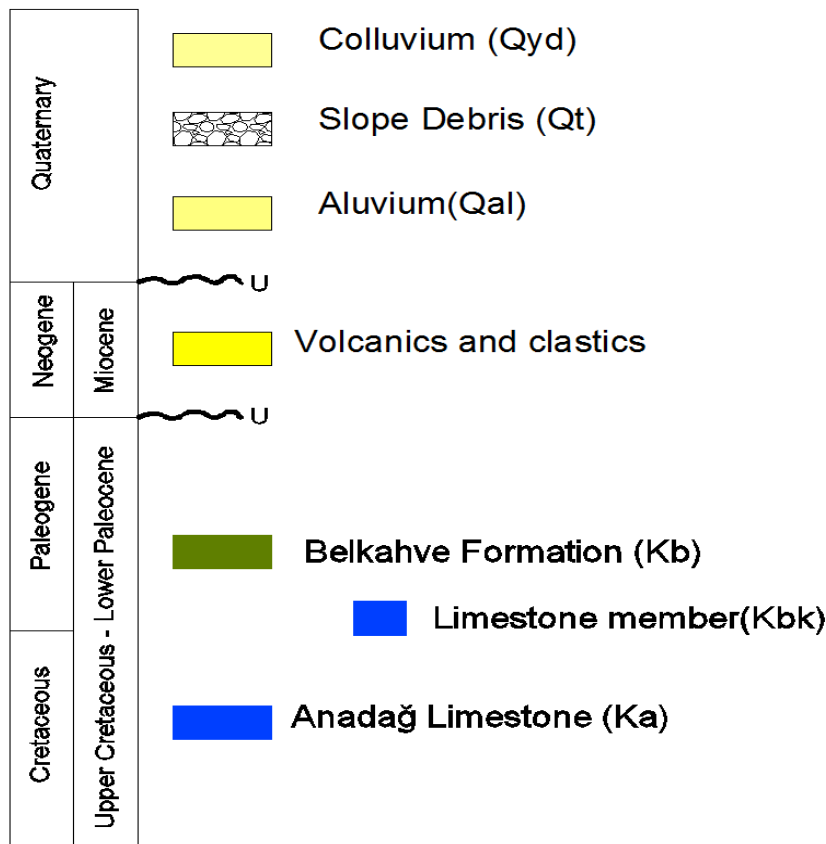 Quaternary
Colluvium (Qyd)
Slope Debris (Qt)
Aluvium(Qal)
U
Neogene
Miocene
Volcanics and clastics
U
Paleogene
Upper Cretaceous - Lower Paleocene
Belkahve Formation (Kb)
Limestone member(Kbk)
Cretaceous
Anadağ Limestone (Ka)